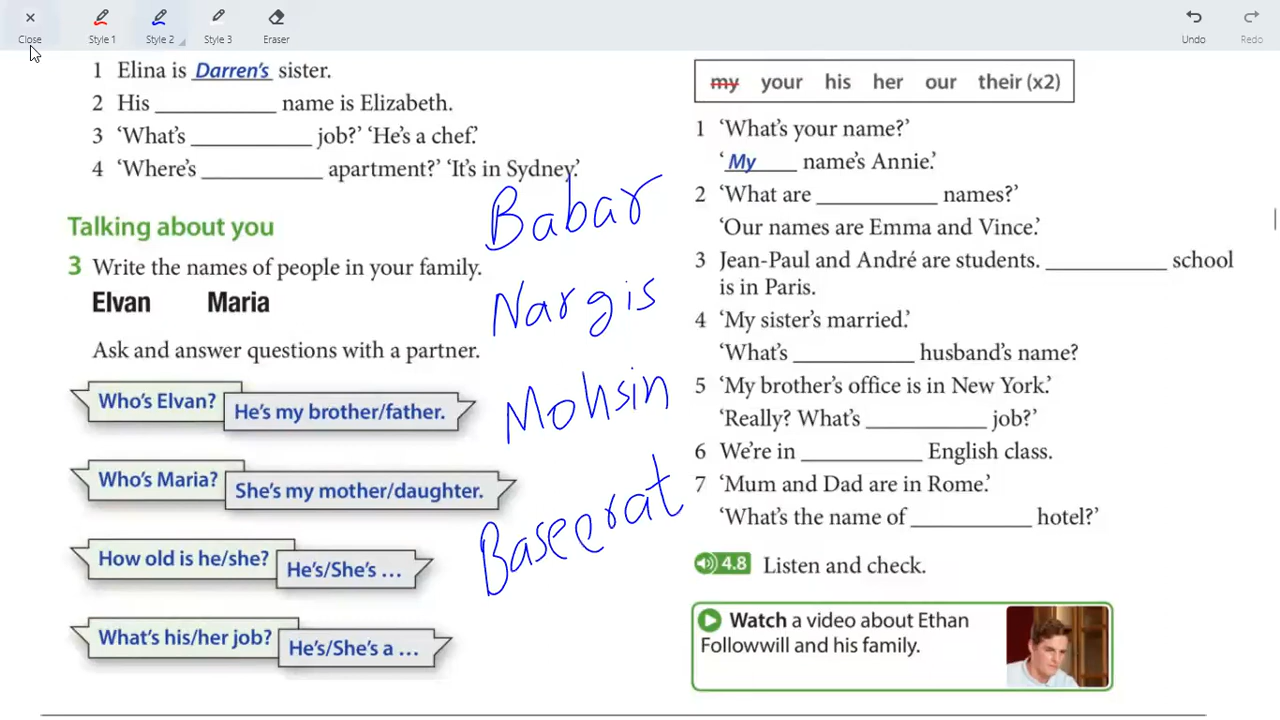 Close Style 1 Style 2 Style 3 Eraser Undo Redo
1 Elina is Darren's sister.
2 His ___________ name is Elizabeth.
3 ‘What's ___________ job?’ ‘He's a chef.’
4 ‘Where's ___________ apartment?’ ‘It's in Sydney.’
Talking about you
3 Write the names of people in your family.
Elvan Maria
Ask and answer questions with a partner.
Who's Elvan?
He's my brother/father.
Who's Maria?
She's my mother/daughter.
How old is he/she?
He's/She's …
What's his/her job?
He's/She's a …
Babar
Nargis
Mohsin
Baseerat
my your his her our their (x2)
1 ‘What's your name?’
‘My name's Annie.’
2 ‘What are ___________ names?’
‘Our names are Emma and Vince.’
3 Jean-Paul and André are students. ___________ school
is in Paris.
4 ‘My sister's married.’
‘What's ___________ husband's name?
5 ‘My brother's office is in New York.’
‘Really? What's ___________ job?’
6 We're in ___________ English class.
7 ‘Mum and Dad are in Rome.’
‘What's the name of ___________ hotel?’
4.8 Listen and check.
Watch a video about Ethan
Followwill and his family.